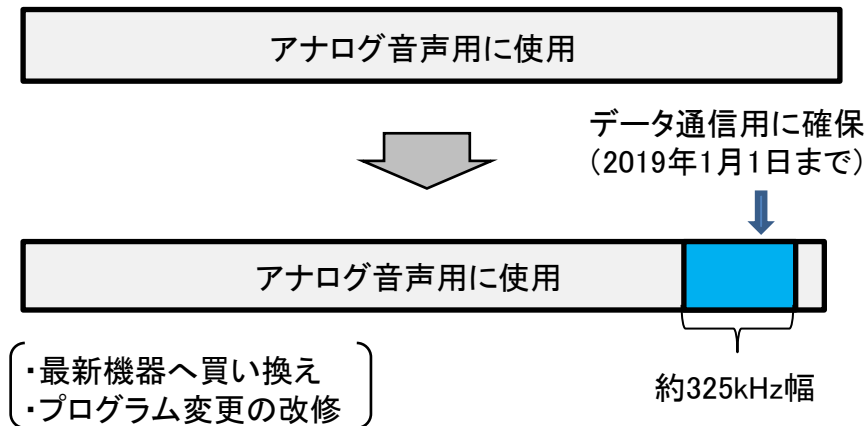 アナログ音声用に使用
データ通信用に確保
（2019年1月1日まで）
アナログ音声用に使用
・最新機器へ買い換え
・プログラム変更の改修
約325kHz幅